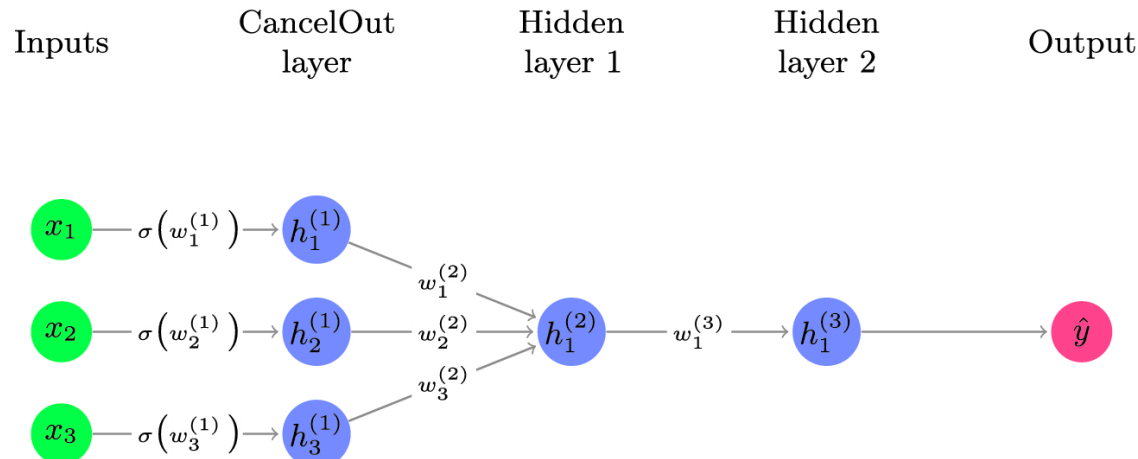 Inputs
CancelOut
layer
Hidden
layer 1
Hidden
layer 2
Output
x₁
σ(w₁⁽¹⁾)
h₁⁽¹⁾
w₁⁽²⁾
x₂
σ(w₂⁽¹⁾)
h₂⁽¹⁾
w₂⁽²⁾
h₁⁽²⁾
w₁⁽³⁾
h₁⁽³⁾
ŷ
w₃⁽²⁾
x₃
σ(w₃⁽¹⁾)
h₃⁽¹⁾